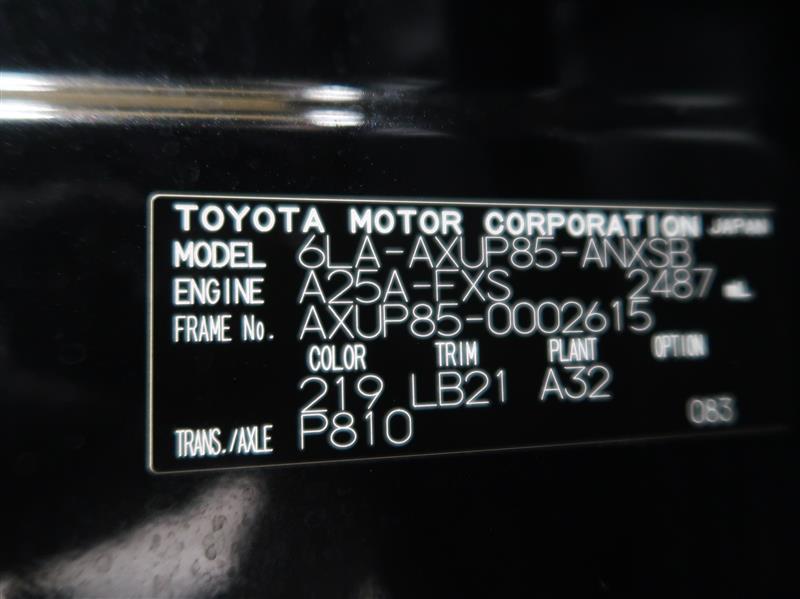 TOYOTA MOTOR CORPORATION JAPAN
MODEL 6LA-AXUP85-ANXSB
ENGINE A25A-FXS 2487 mL
FRAME No. AXUP85-0002615
COLOR TRIM PLANT OPTION
219 LB21 A32
TRANS./AXLE P810 083